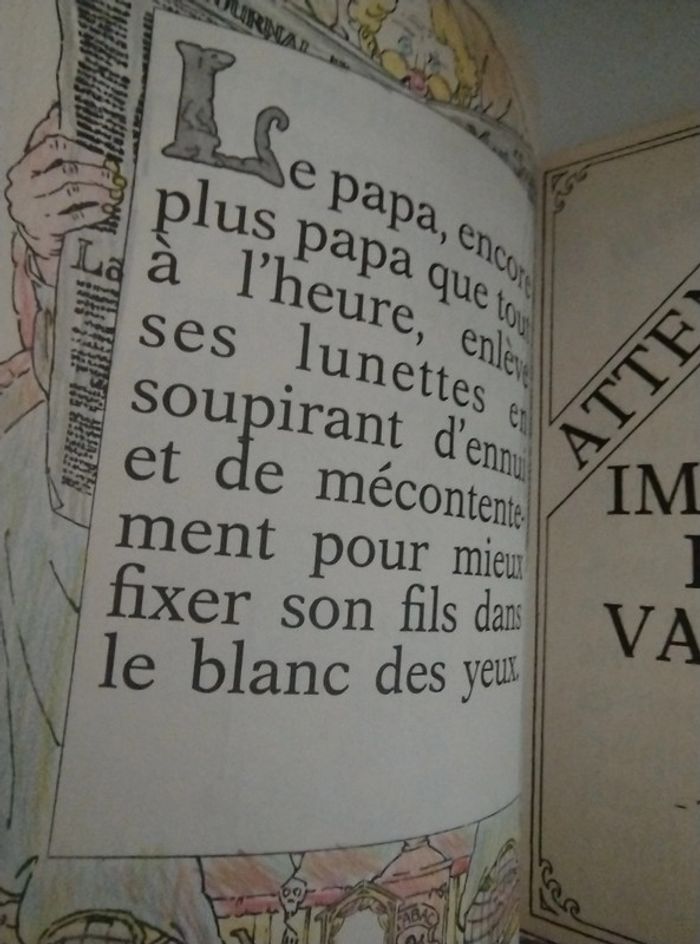 JOURNAL
Le papa, encore
plus papa que tout
à l'heure, enlève
ses lunettes en
soupirant d'ennui
et de mécontente-
ment pour mieux
fixer son fils dans
le blanc des yeux.
ATTEN
IM
VA